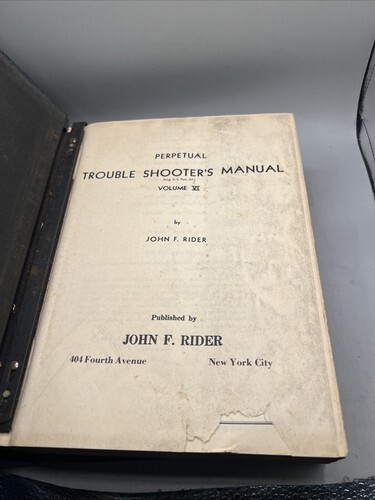 PERPETUAL
TROUBLE SHOOTER'S MANUAL
VOLUME VI
by
JOHN F. RIDER
Published by
JOHN F. RIDER
404 Fourth Avenue New York City